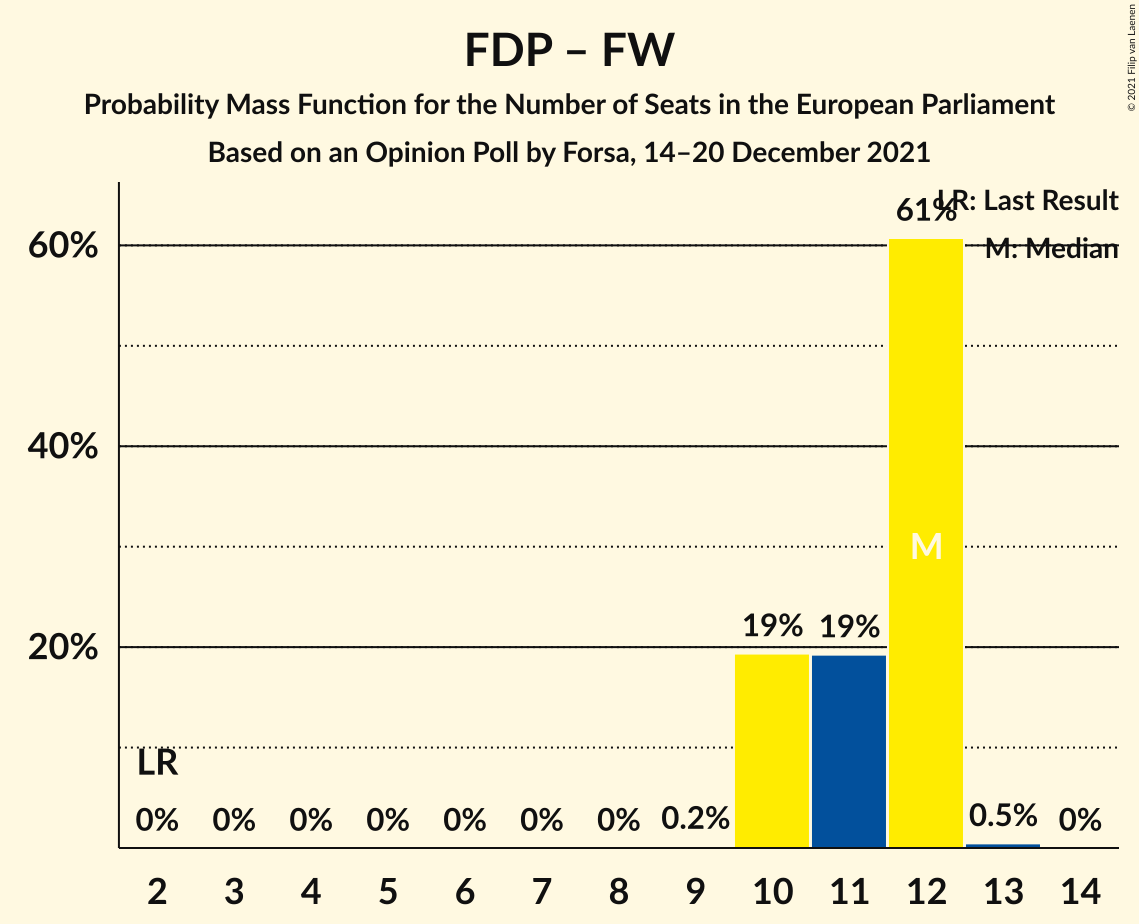 FDP – FW
Probability Mass Function for the Number of Seats in the European Parliament
Based on an Opinion Poll by Forsa, 14–20 December 2021
© 2021 Filip van Laenen
LR: Last Result
M: Median
61%
60%
40%
M
19% 19%
20%
LR
0% 0% 0% 0% 0% 0% 0% 0.2% 0.5% 0%
2 3 4 5 6 7 8 9 10 11 12 13 14